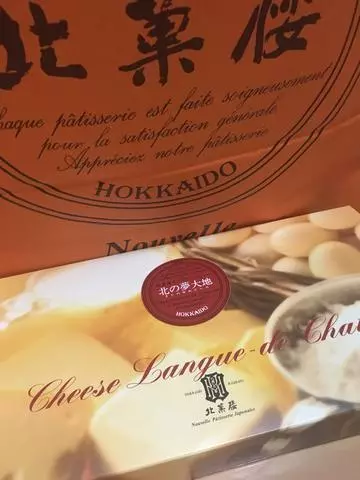 北菓楼
haque pâtisserie est faite soigneusement
pour la satisfaction générale
Appréciez notre pâtisserie
HOKKAIDO
Nouvelle
北の夢大地
HOKKAIDO
Cheese Langue-de Chat
北菓楼
Nouvelle Pâtisserie Japonaise